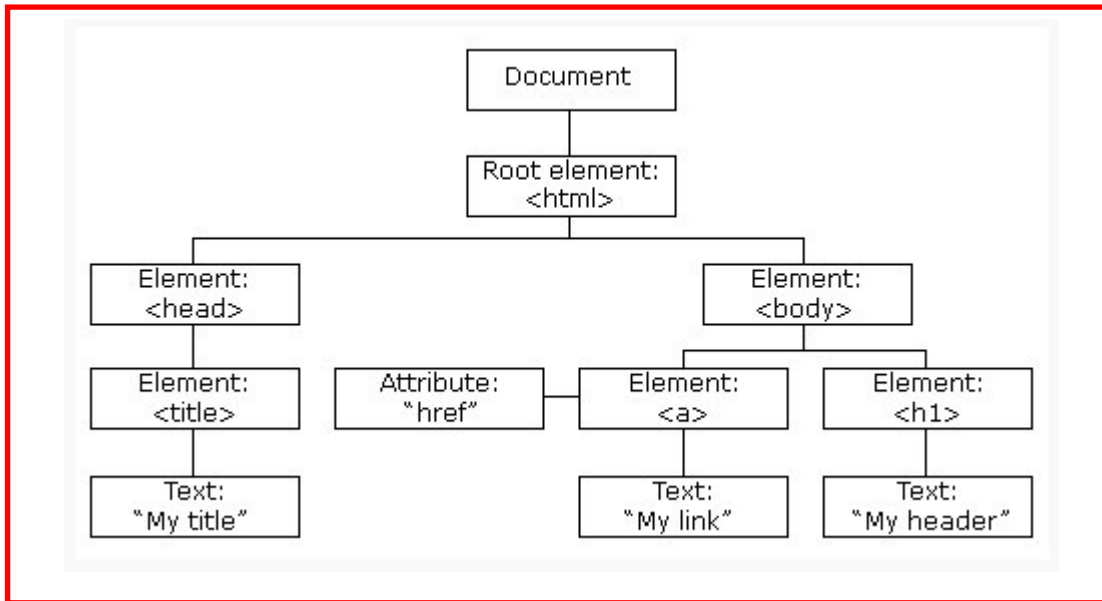 Document
Root element:
<html>
Element:
<head>
Element:
<body>
Element:
<title>
Attribute:
“href”
Element:
<a>
Element:
<h1>
Text:
“My title”
Text:
“My link”
Text:
“My header”